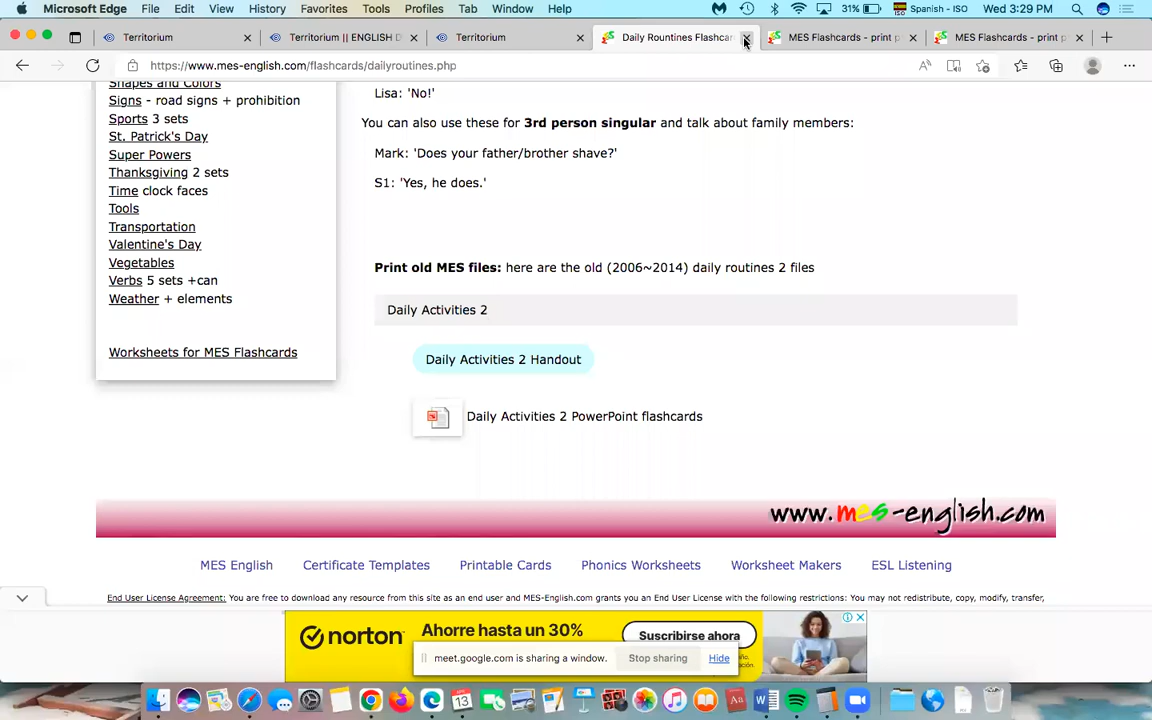 Microsoft Edge File Edit View History Favorites Tools Profiles Tab Window Help 31% Spanish - ISO Wed 3:29 PM
Territorium Territorium || ENGLISH D Territorium Daily Rountines Flashcar MES Flashcards - print p MES Flashcards - print p
https://www.mes-english.com/flashcards/dailyroutines.php
Shapes and Colors
Signs - road signs + prohibition
Sports 3 sets
St. Patrick's Day
Super Powers
Thanksgiving 2 sets
Time clock faces
Tools
Transportation
Valentine's Day
Vegetables
Verbs 5 sets +can
Weather + elements
Worksheets for MES Flashcards
Lisa: 'No!'
You can also use these for 3rd person singular and talk about family members:
Mark: 'Does your father/brother shave?'
S1: 'Yes, he does.'
Print old MES files: here are the old (2006~2014) daily routines 2 files
Daily Activities 2
Daily Activities 2 Handout
Daily Activities 2 PowerPoint flashcards
www.mes-english.com
MES English Certificate Templates Printable Cards Phonics Worksheets Worksheet Makers ESL Listening
End User License Agreement: You are free to download any resource from this site as an end user and MES-English.com grants you an End User License with the following restrictions: You may not redistribute, copy, modify, transfer,
norton
Ahorre hasta un 30%
Suscribirse ahora
meet.google.com is sharing a window. Stop sharing Hide